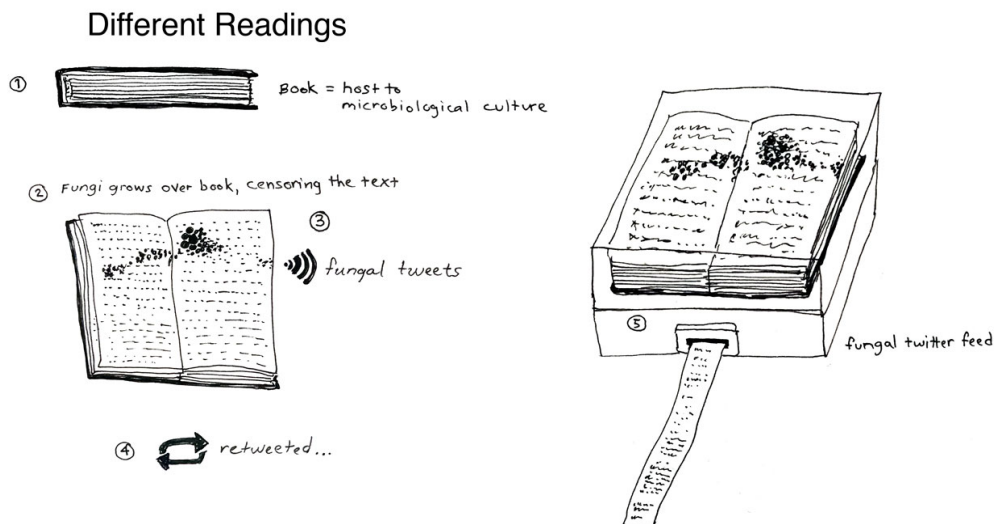 Different Readings
1
Book = host to
microbiological culture
2 Fungi grows over book, censoring the text
3
fungal tweets
4 retweeted...
5
fungal twitter feed